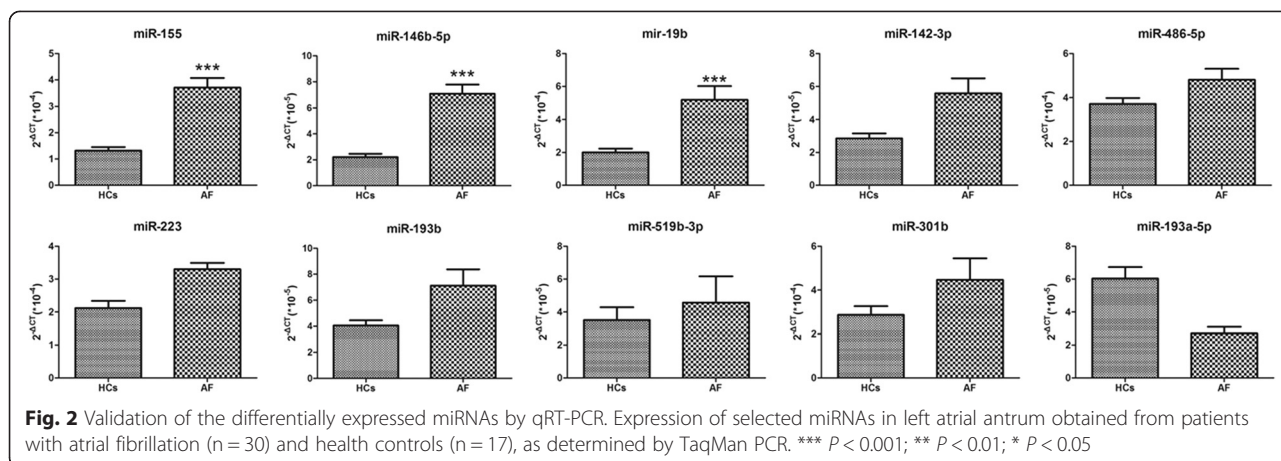 miR-155
5
4
3
2
1
0
2^-ΔCT(*10^-4)
***
HCs
AF
miR-146b-5p
10
8
6
4
2
0
2^-ΔCT(*10^-5)
***
HCs
AF
mir-19b
8
6
4
2
0
2^-ΔCT(*10^-4)
***
HCs
AF
miR-142-3p
8
6
4
2
0
2^-ΔCT(*10^-5)
HCs
AF
miR-486-5p
6
4
2
0
2^-ΔCT(*10^-4)
HCs
AF
miR-223
4
3
2
1
0
2^-ΔCT(*10^-4)
HCs
AF
miR-193b
10
8
6
4
2
0
2^-ΔCT(*10^-5)
HCs
AF
miR-519b-3p
8
6
4
2
0
2^-ΔCT(*10^-5)
HCs
AF
miR-301b
6
4
2
0
2^-ΔCT(*10^-4)
HCs
AF
miR-193a-5p
8
6
4
2
0
2^-ΔCT(*10^-5)
HCs
AF
Fig. 2 Validation of the differentially expressed miRNAs by qRT-PCR. Expression of selected miRNAs in left atrial antrum obtained from patients
with atrial fibrillation (n = 30) and health controls (n = 17), as determined by TaqMan PCR. *** P < 0.001; ** P < 0.01; * P < 0.05